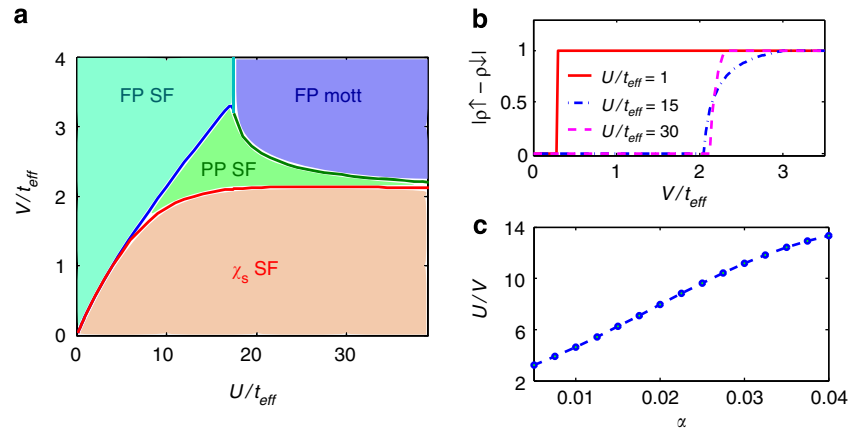 a
4
3
2
1
0
V/t_eff
FP SF
FP mott
PP SF
χ_s SF
0
10
20
30
U/t_eff
b
1
0.5
0
|ρ↑ − ρ↓|
U/t_eff = 1
U/t_eff = 15
U/t_eff = 30
0
1
2
3
V/t_eff
c
14
10
6
2
U/V
0.01
0.02
0.03
0.04
α